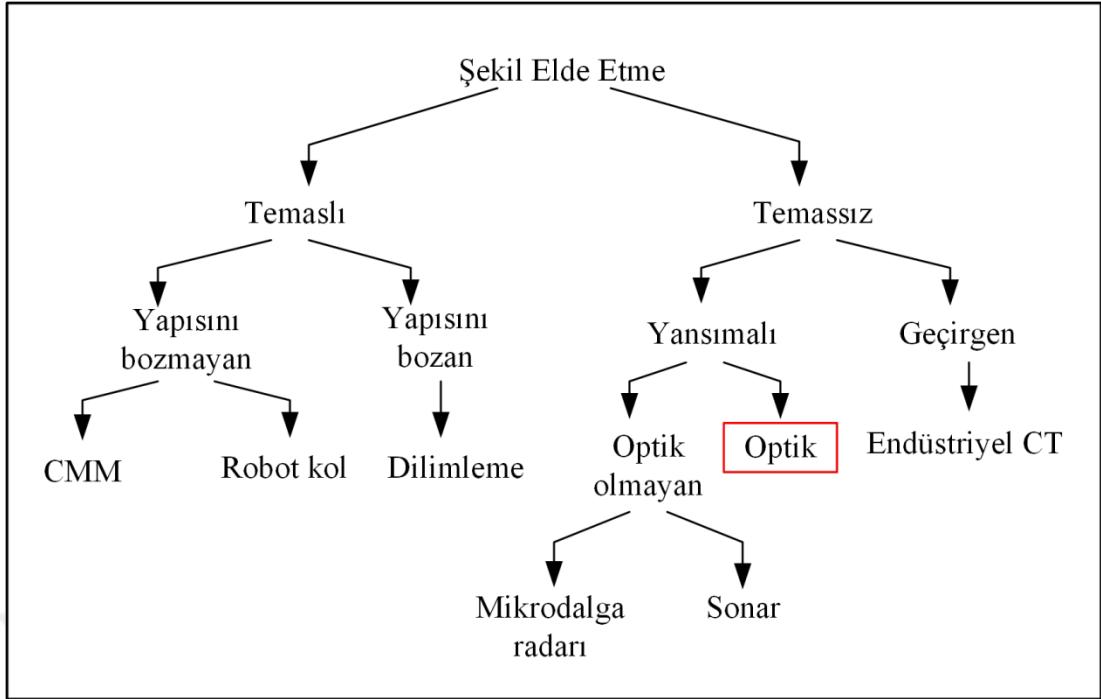 Şekil Elde Etme
Temaslı
Temassız
Yapısını
bozmayan
Yapısını
bozan
Yansımalı
Geçirgen
CMM
Robot kol
Dilimleme
Optik
olmayan
Optik
Endüstriyel CT
Mikrodalga
radarı
Sonar